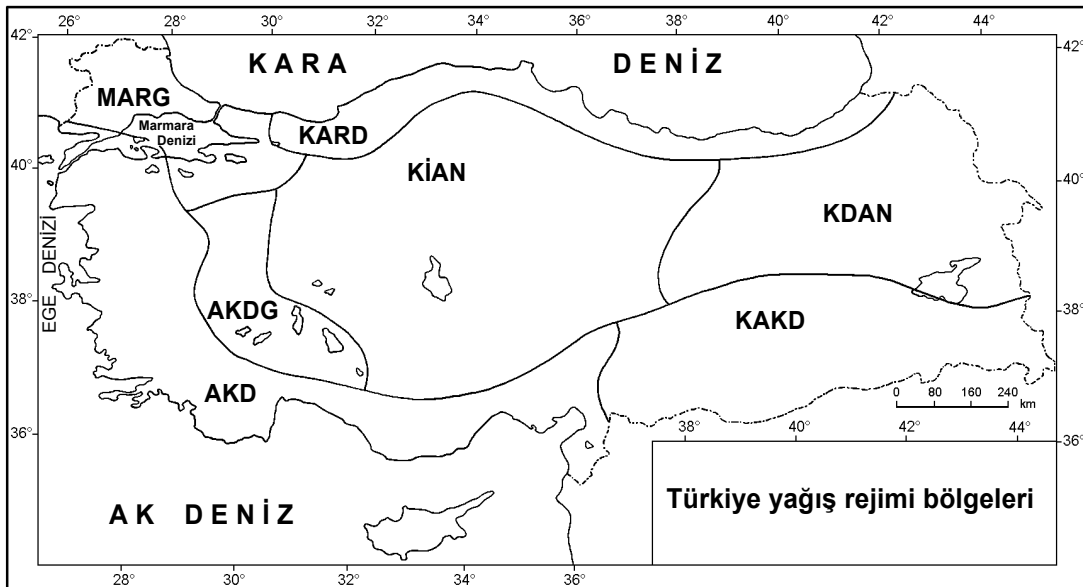 26° 28° 30° 32° 34° 36° 38° 40° 42° 44°
42° 42°
K A R A D E N İ Z
MARG
Marmara
Denizi
KARD
40° 40°
KİAN
KDAN
EGE DENİZİ
38° 38°
AKDG
KAKD
AKD
0 80 160 240
km
36° 38° 40° 42° 44° 36°
A K D E N İ Z
Türkiye yağış rejimi bölgeleri
28° 30° 32° 34° 36°